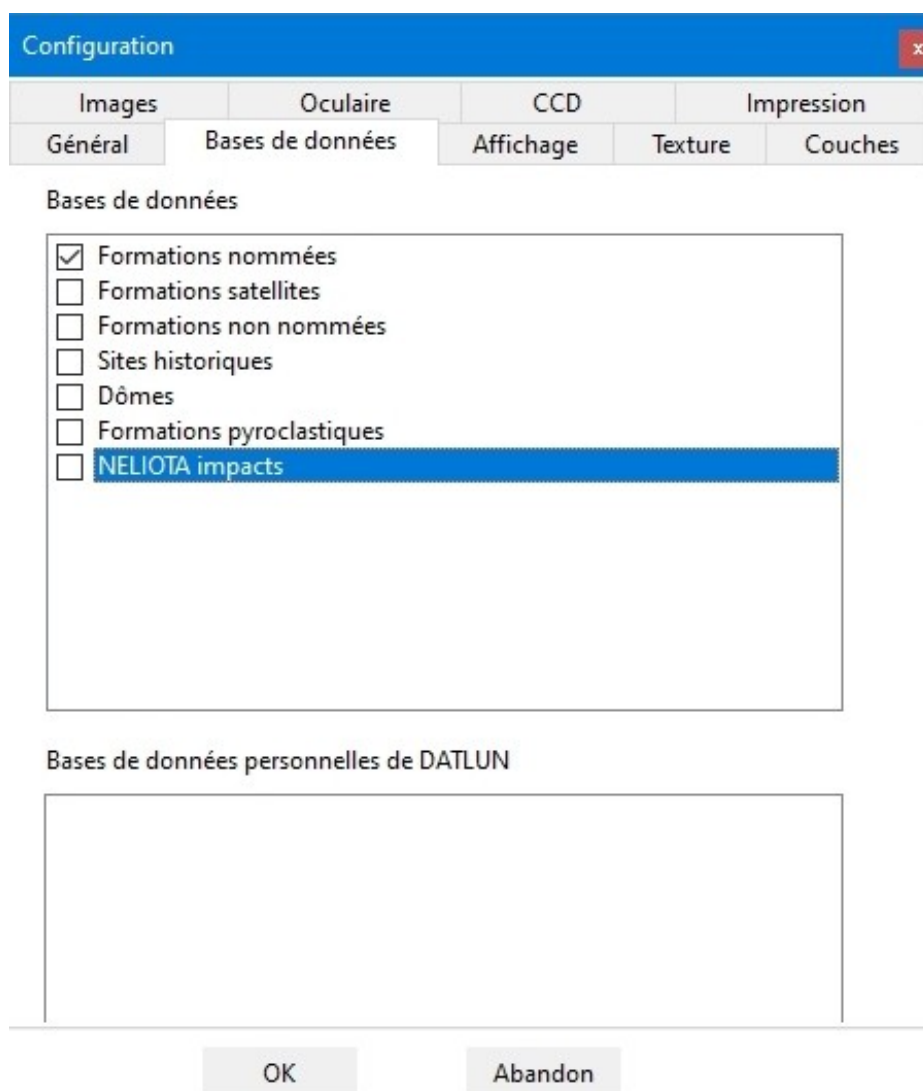 Configuration
x
Images Oculaire CCD Impression
Général Bases de données Affichage Texture Couches
Bases de données
Formations nommées
Formations satellites
Formations non nommées
Sites historiques
Dômes
Formations pyroclastiques
NELIOTA impacts
Bases de données personnelles de DATLUN
OK Abandon